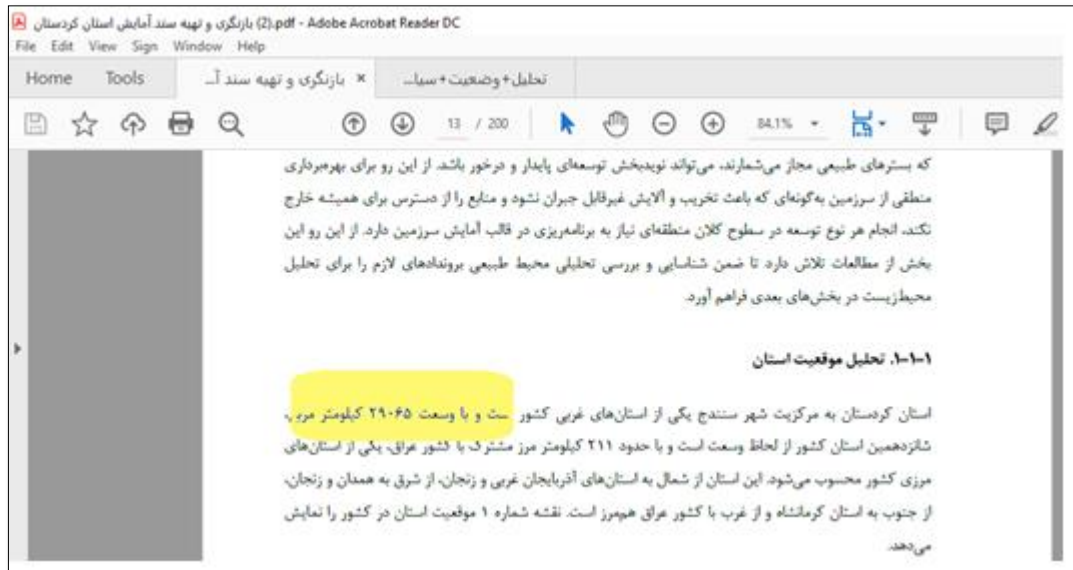 بازنگری و تهیه سند آمایش استان کردستان (2).pdf - Adobe Acrobat Reader DC
File Edit View Sign Window Help
Home Tools بازنگری و تهیه سند آ... × تحلیل+وضعیت+سیا...
13 / 200 84.1%
که بسترهای طبیعی مجاز می‌شمارند، می‌تواند نویدبخش توسعه‌ای پایدار و درخور باشد. از این رو برای بهره‌برداری
منطقی از سرزمین به‌گونه‌ای که باعث تخریب و آلایش غیرقابل جبران نشود و منابع را از دسترس برای همیشه خارج
نکند، انجام هر نوع توسعه در سطوح کلان منطقه‌ای نیاز به برنامه‌ریزی در قالب آمایش سرزمین دارد. از این رو این
بخش از مطالعات تلاش دارد تا ضمن شناسایی و بررسی تحلیلی محیط طبیعی برونداد‌های لازم را برای تحلیل
محیط‌زیست در بخش‌های بعدی فراهم آورد.
۱-۱-۱. تحلیل موقعیت استان
استان کردستان به مرکزیت شهر سنندج یکی از استان‌های غربی کشور است و با وسعت ۲۹۰۶۵ کیلومتر مربع،
شانزدهمین استان کشور از لحاظ وسعت است و با حدود ۲۱۱ کیلومتر مرز مشترک با کشور عراق، یکی از استان‌های
مرزی کشور محسوب می‌شود. این استان از شمال به استان‌های آذربایجان غربی و زنجان، از شرق به همدان و زنجان،
از جنوب به استان کرمانشاه و از غرب با کشور عراق هم‌مرز است. نقشه شماره ۱ موقعیت استان در کشور را نمایش
می‌دهد.